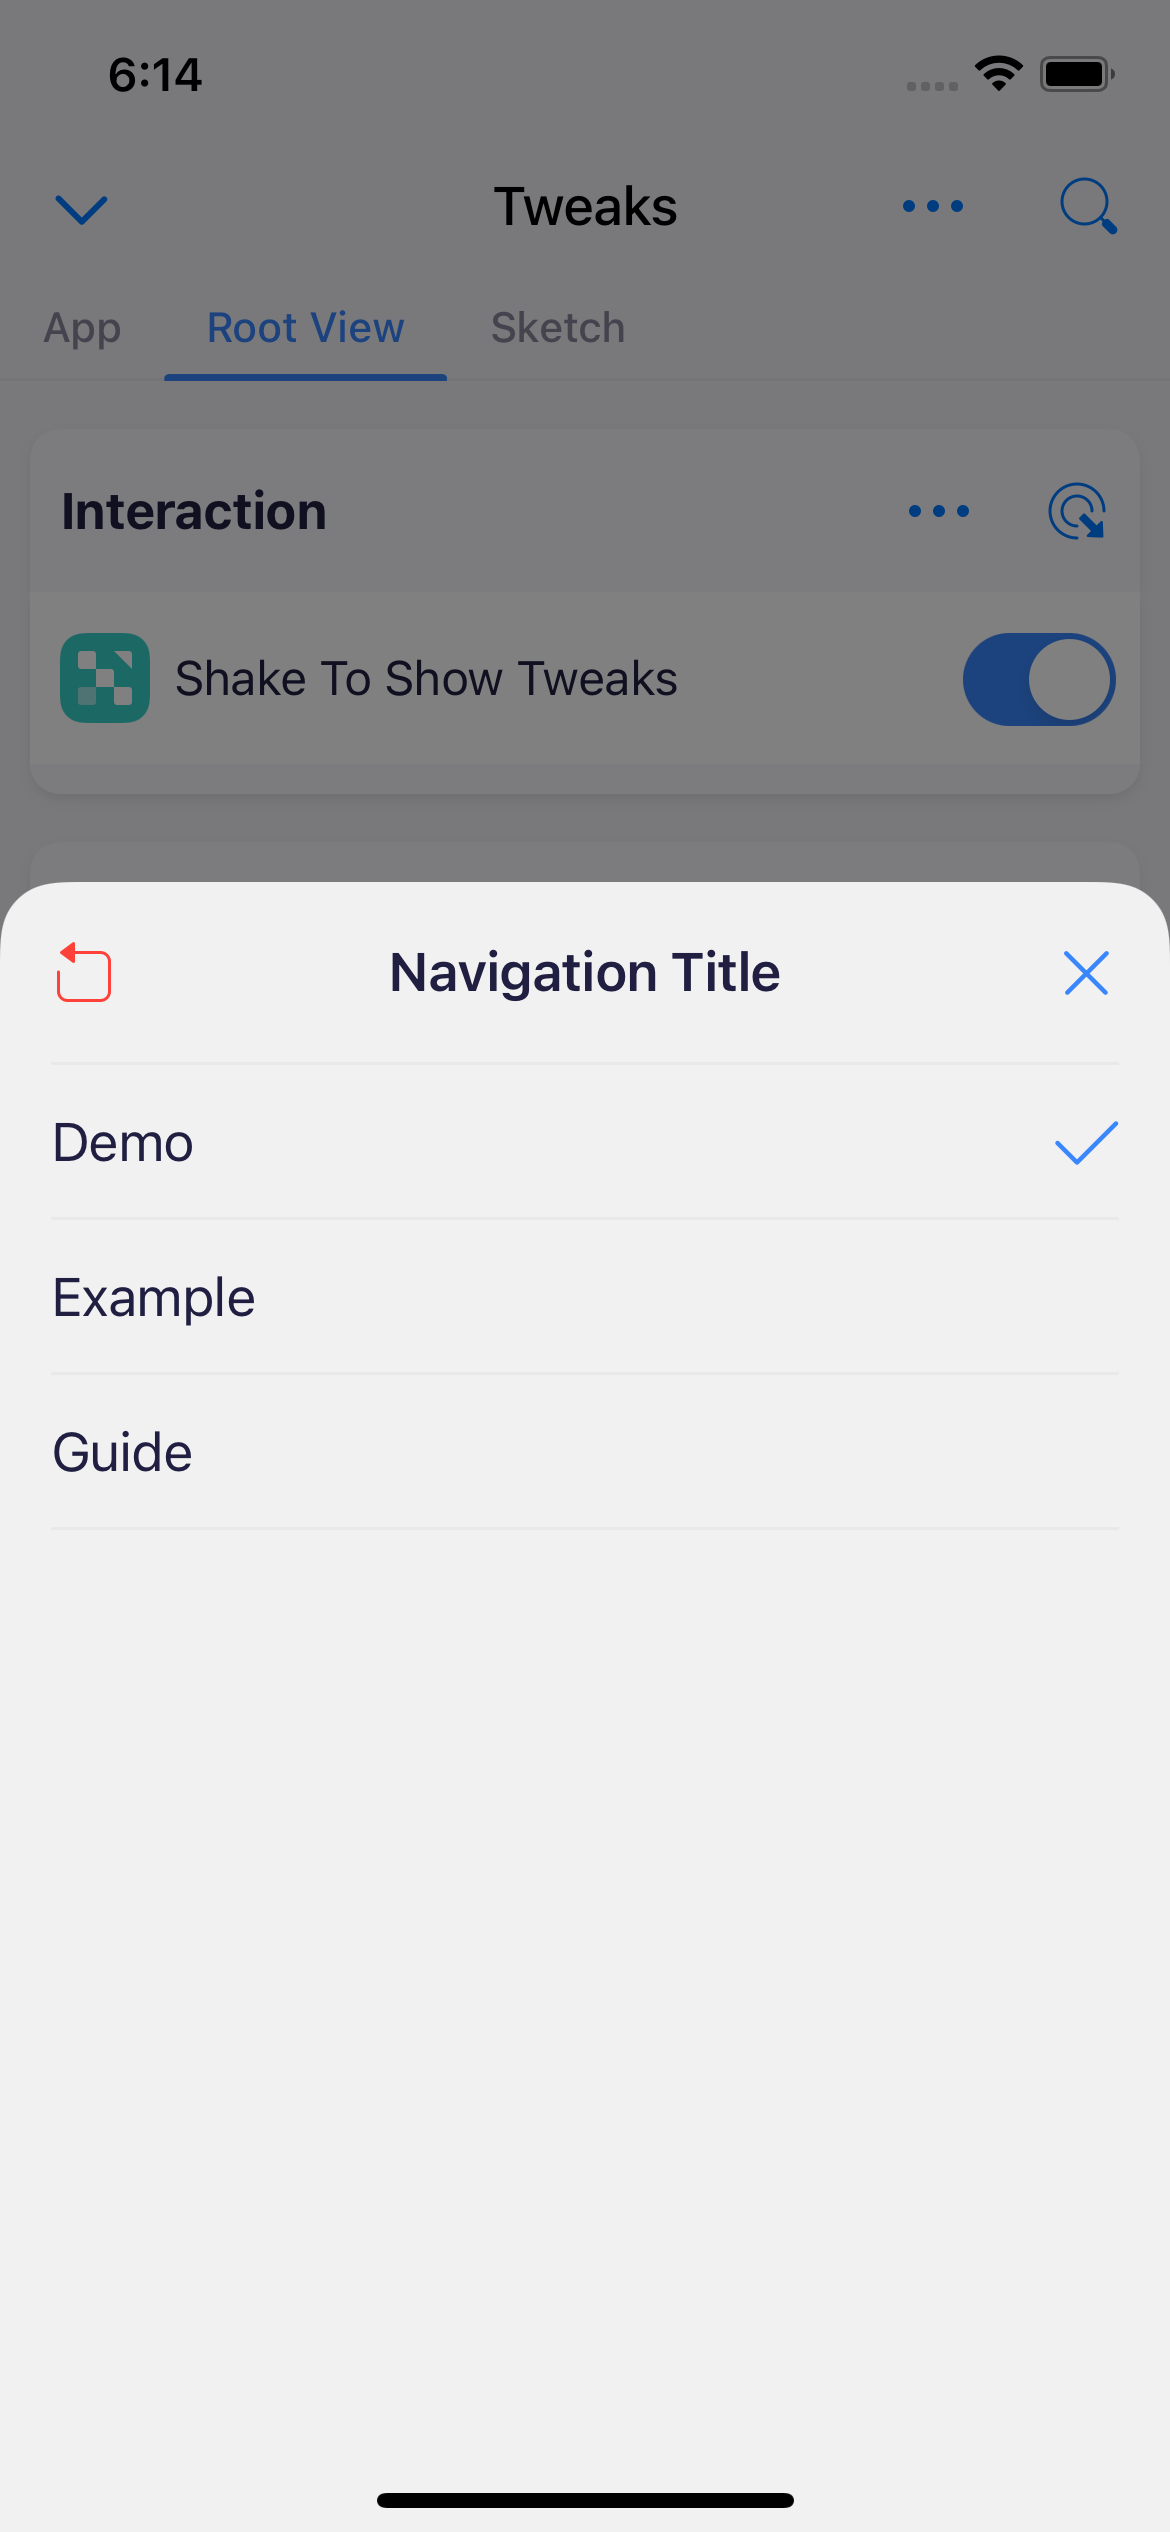 6:14
Tweaks
App
Root View
Sketch
Interaction
Shake To Show Tweaks
Navigation Title
Demo
Example
Guide